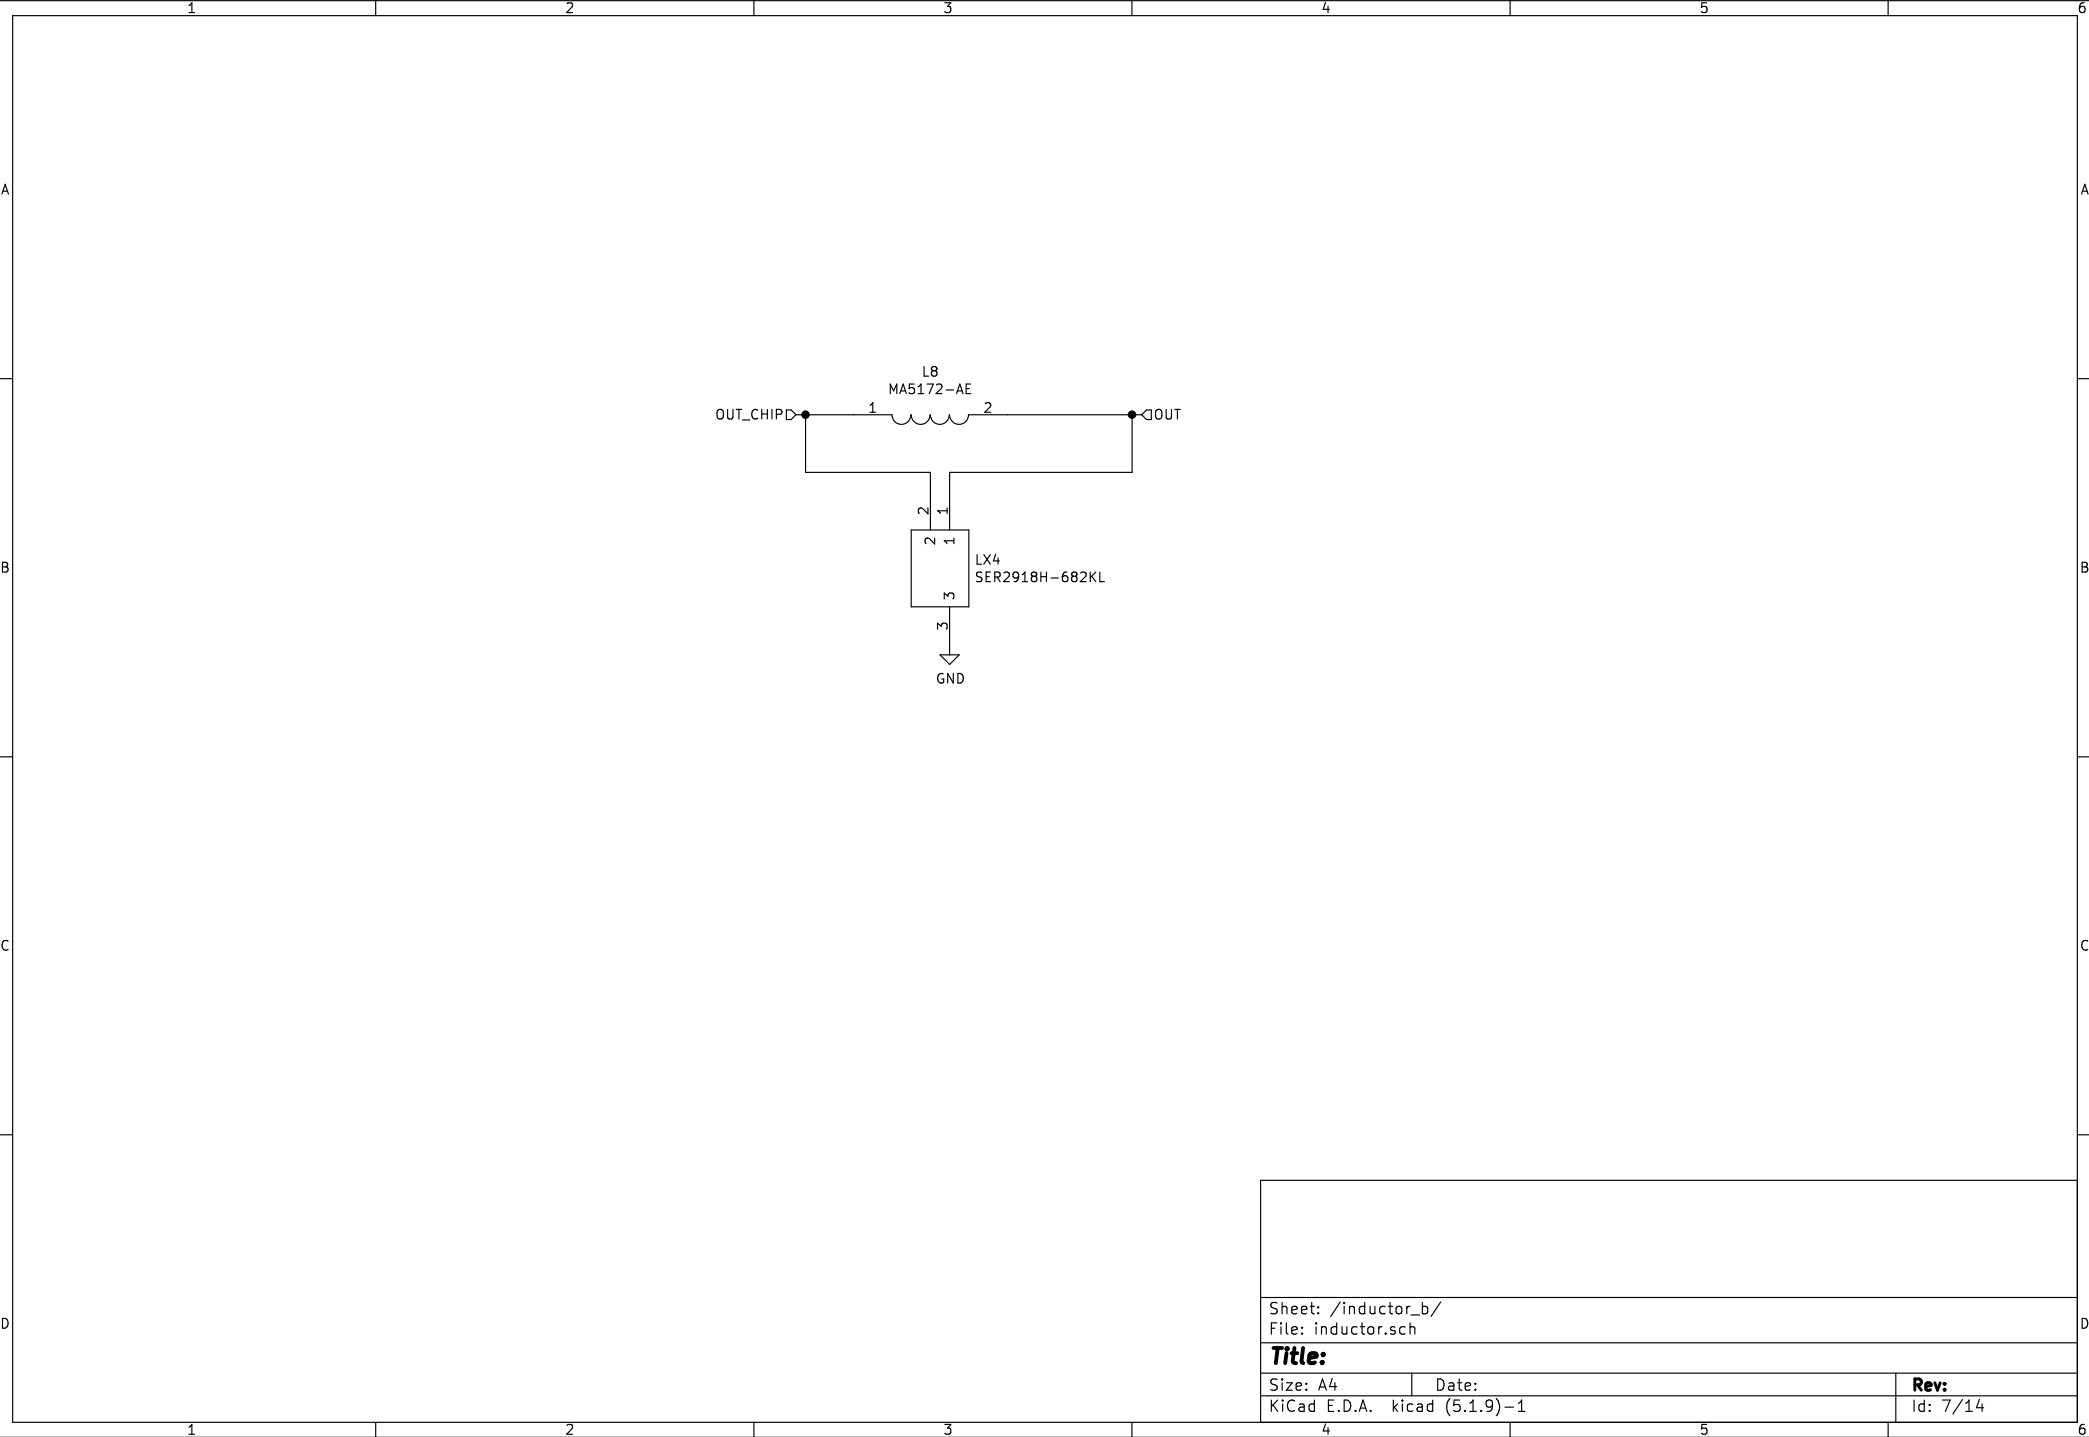 1 2 3 4 5 6
A A
L8
MA5172-AE
OUT_CHIP 1 2 OUT
2 1
B 2 1 B
LX4
SER2918H-682KL
3
3
GND
C C
Sheet: /inductor_b/
File: inductor.sch
D D
Title:
Size: A4 Date: Rev:
KiCad E.D.A. kicad (5.1.9)-1 Id: 7/14
1 2 3 4 5 6